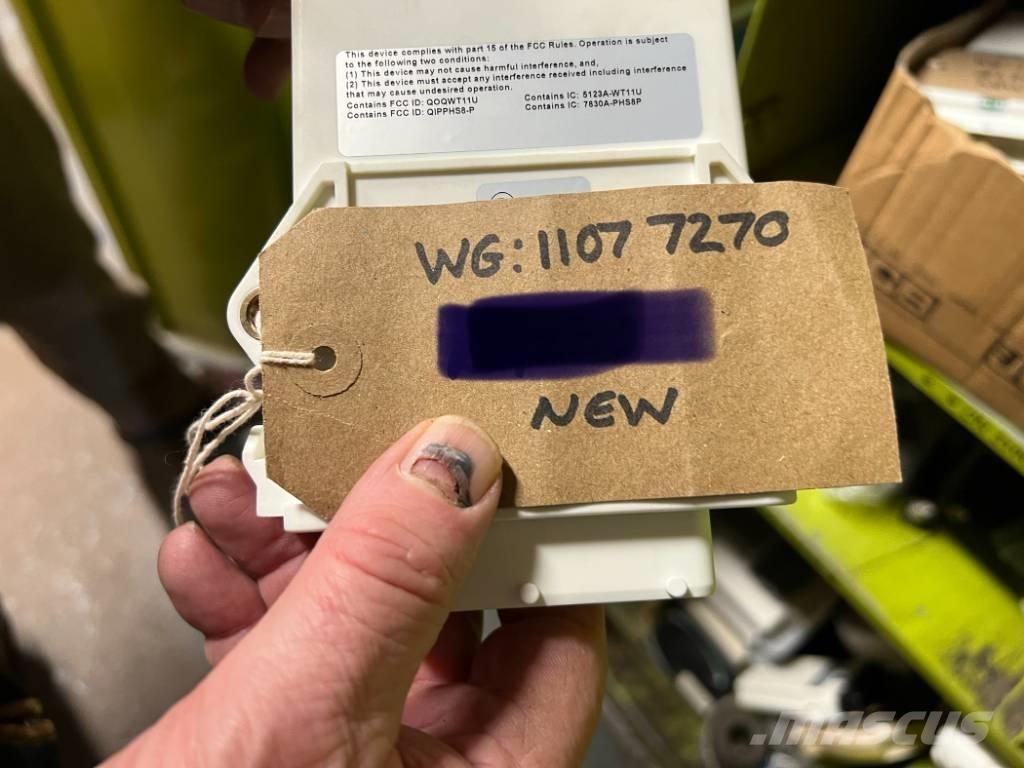 This device complies with part 15 of the FCC Rules. Operation is subject
to the following two conditions:
(1) This device may not cause harmful interference, and,
(2) This device must accept any interference received including interference
that may cause undesired operation.
Contains FCC ID: QOQWT11U Contains IC: 5123A-WT11U
Contains FCC ID: QIPPHS8-P Contains IC: 7830A-PHS8P
WG: 1107 7270
NEW
MASCUS